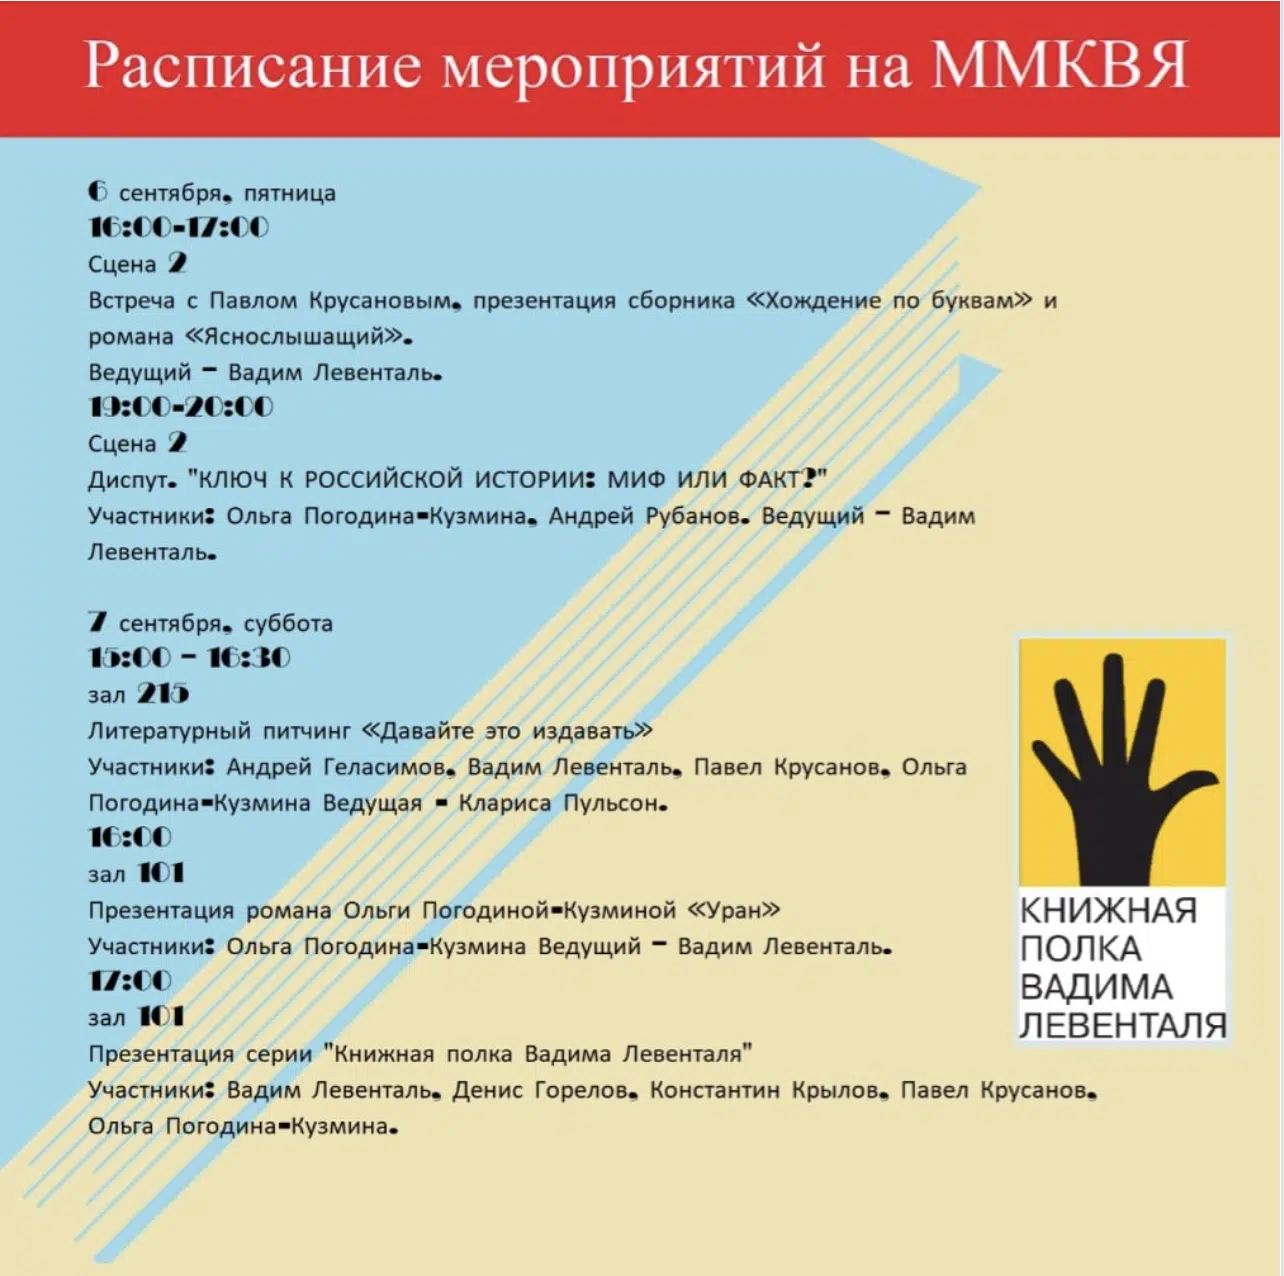 Расписание мероприятий на ММКВЯ
6 сентября, пятница
16:00-17:00
Сцена 2
Встреча с Павлом Крусановым, презентация сборника «Хождение по буквам» и
романа «Яснослышащий».
Ведущий – Вадим Левенталь.
19:00-20:00
Сцена 2
Диспут. "КЛЮЧ К РОССИЙСКОЙ ИСТОРИИ: МИФ ИЛИ ФАКТ?"
Участники: Ольга Погодина-Кузмина, Андрей Рубанов. Ведущий – Вадим
Левенталь.
7 сентября, суббота
15:00 – 16:30
зал 215
Литературный питчинг «Давайте это издавать»
Участники: Андрей Геласимов, Вадим Левенталь, Павел Крусанов, Ольга
Погодина-Кузмина Ведущая - Клариса Пульсон.
16:00
зал 101
Презентация романа Ольги Погодиной-Кузминой «Уран»
Участники: Ольга Погодина-Кузмина Ведущий – Вадим Левенталь.
17:00
зал 101
Презентация серии "Книжная полка Вадима Левенталя"
Участники: Вадим Левенталь, Денис Горелов, Константин Крылов, Павел Крусанов,
Ольга Погодина-Кузмина.
КНИЖНАЯ
ПОЛКА
ВАДИМА
ЛЕВЕНТАЛЯ